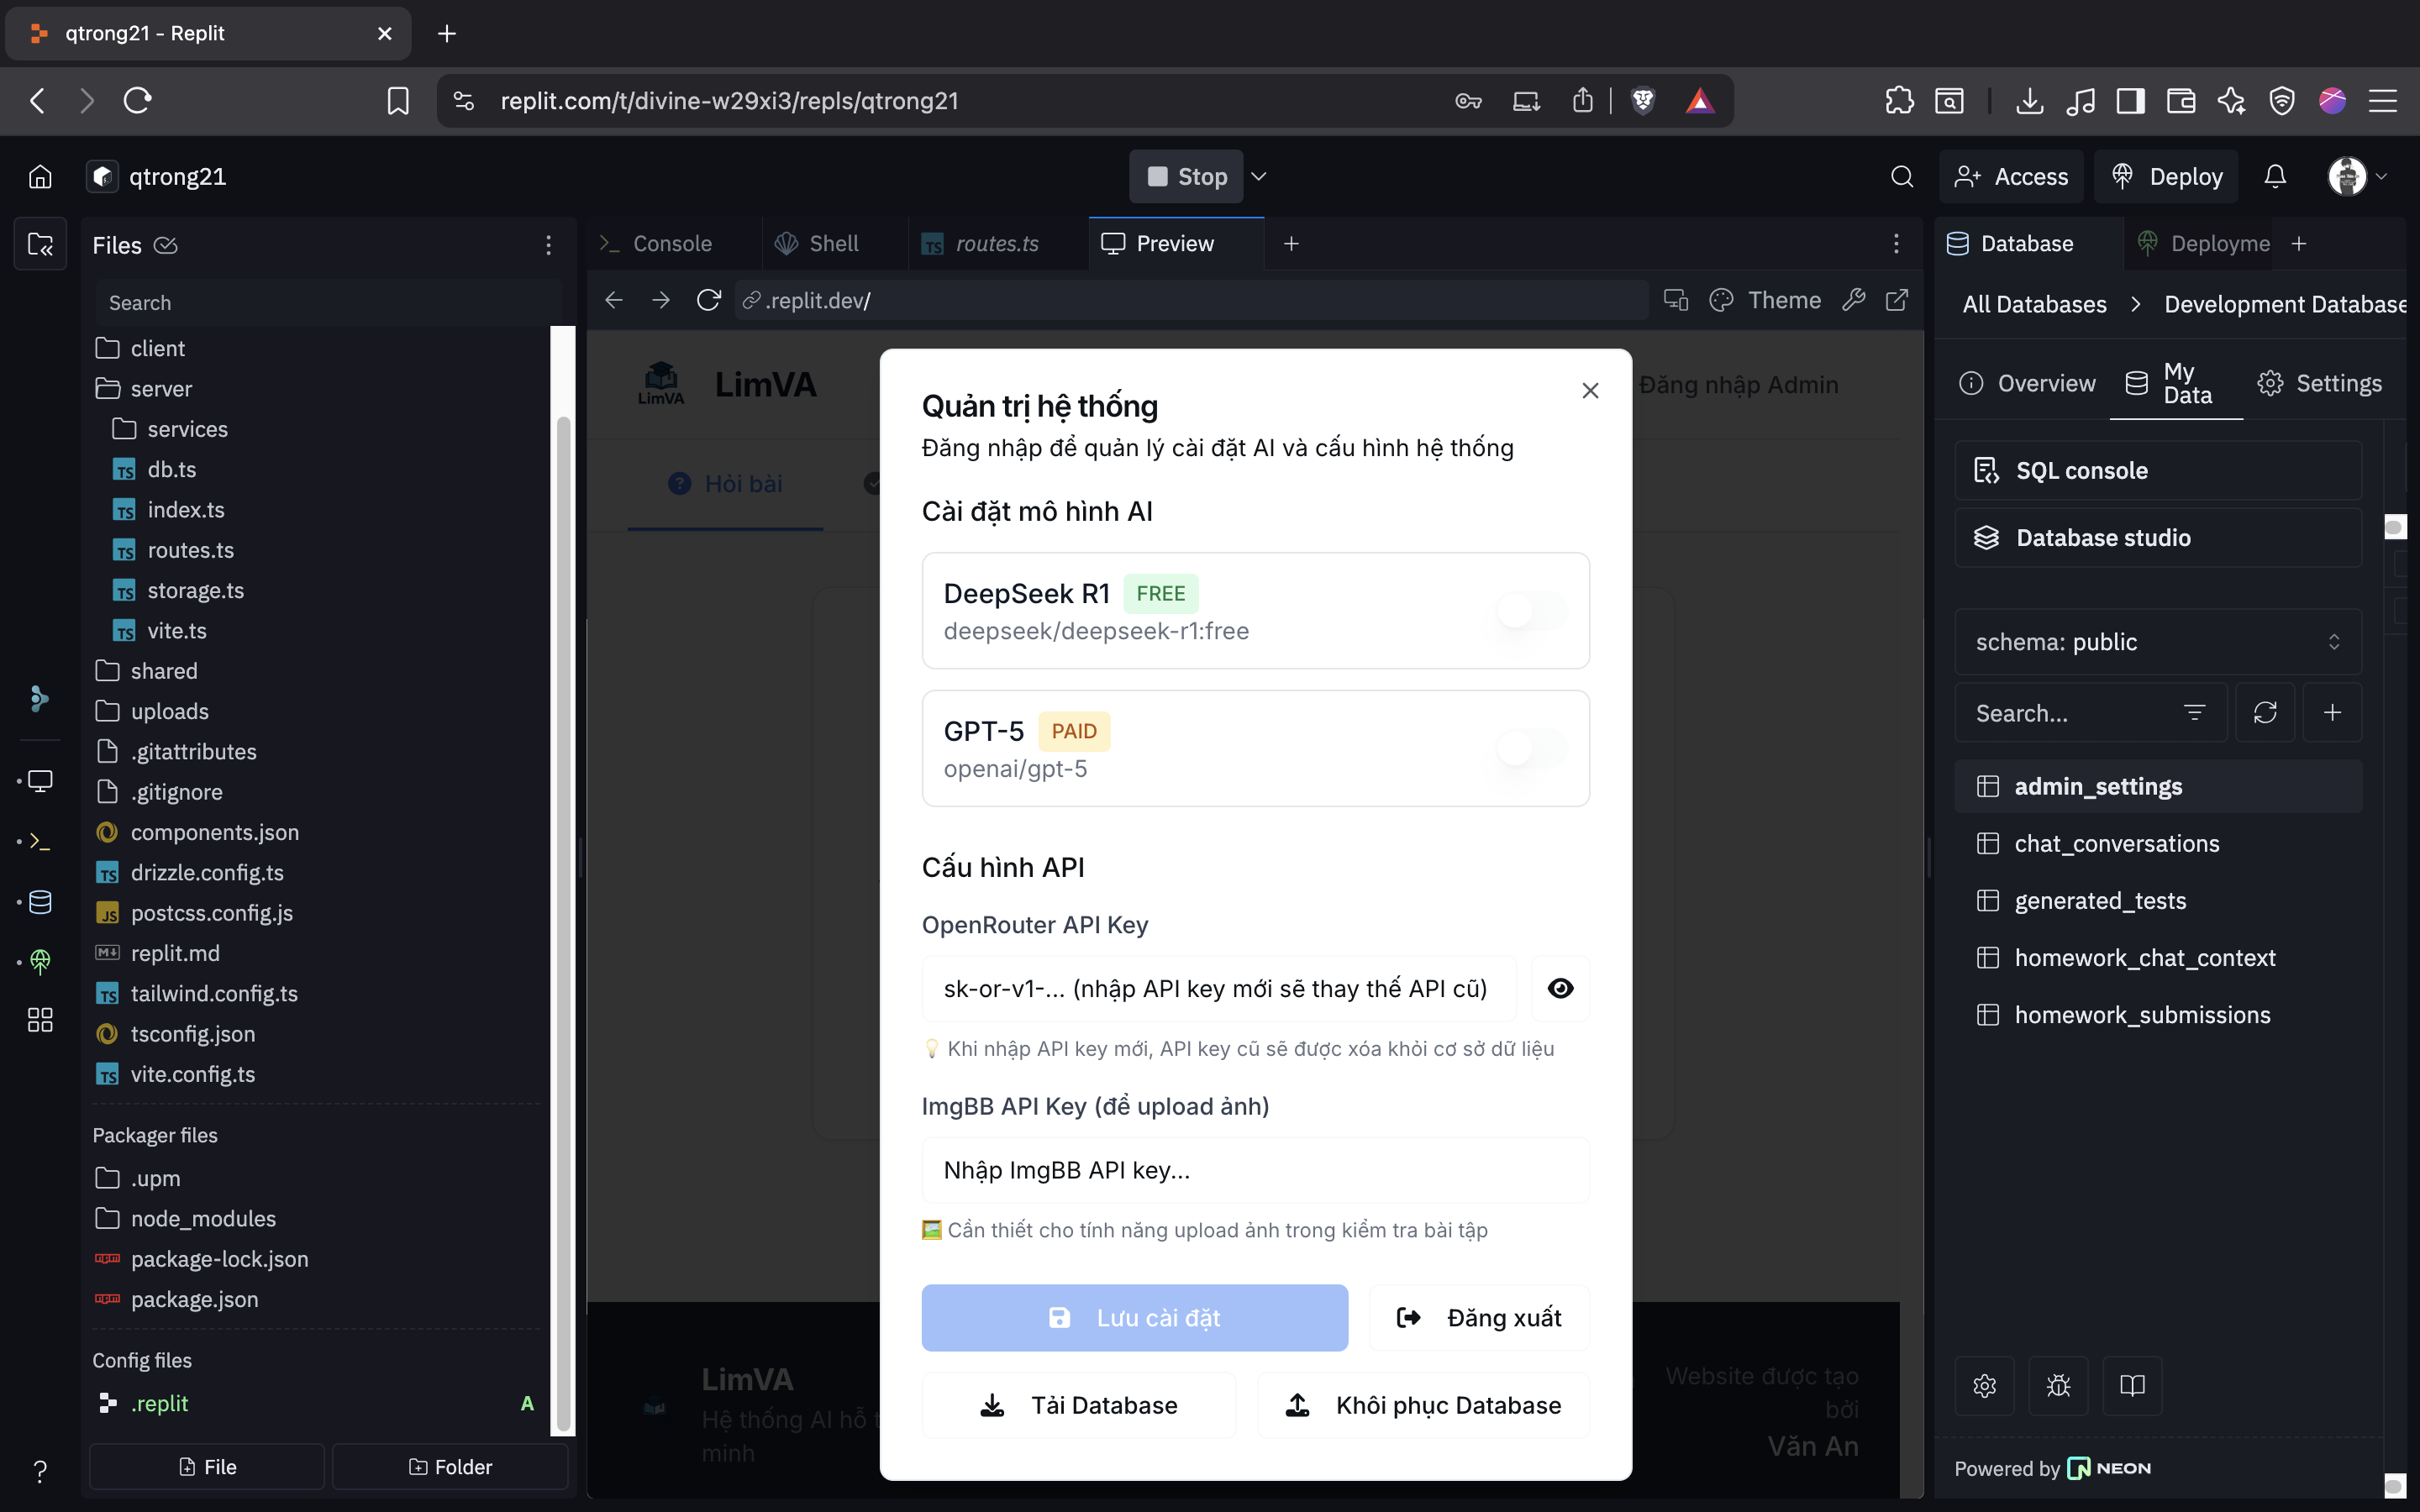 qtrong21 - Replit
replit.com/t/divine-w29xi3/repls/qtrong21
qtrong21
Stop
Access
Deploy
Files
Search
client
server
services
db.ts
index.ts
routes.ts
storage.ts
vite.ts
shared
uploads
.gitattributes
.gitignore
components.json
drizzle.config.ts
postcss.config.js
replit.md
tailwind.config.ts
tsconfig.json
vite.config.ts
Packager files
.upm
node_modules
package-lock.json
package.json
Config files
.replit
A
File
Folder
Console
Shell
routes.ts
Preview
.replit.dev/
Theme
LimVA
LimVA
Đăng nhập Admin
Hỏi bài
Quản trị hệ thống
Đăng nhập để quản lý cài đặt AI và cấu hình hệ thống
Cài đặt mô hình AI
DeepSeek R1 FREE
deepseek/deepseek-r1:free
GPT-5 PAID
openai/gpt-5
Cấu hình API
OpenRouter API Key
sk-or-v1-... (nhập API key mới sẽ thay thế API cũ)
💡 Khi nhập API key mới, API key cũ sẽ được xóa khỏi cơ sở dữ liệu
ImgBB API Key (để upload ảnh)
Nhập ImgBB API key...
🖼️ Cần thiết cho tính năng upload ảnh trong kiểm tra bài tập
Lưu cài đặt
Đăng xuất
Tải Database
Khôi phục Database
LimVA
Hệ thống AI hỗ t
minh
Website được tạo
bởi
Văn An
Database
Deployme
All Databases > Development Database
Overview
My
Data
Settings
SQL console
Database studio
schema: public
Search...
admin_settings
chat_conversations
generated_tests
homework_chat_context
homework_submissions
Powered by NEON